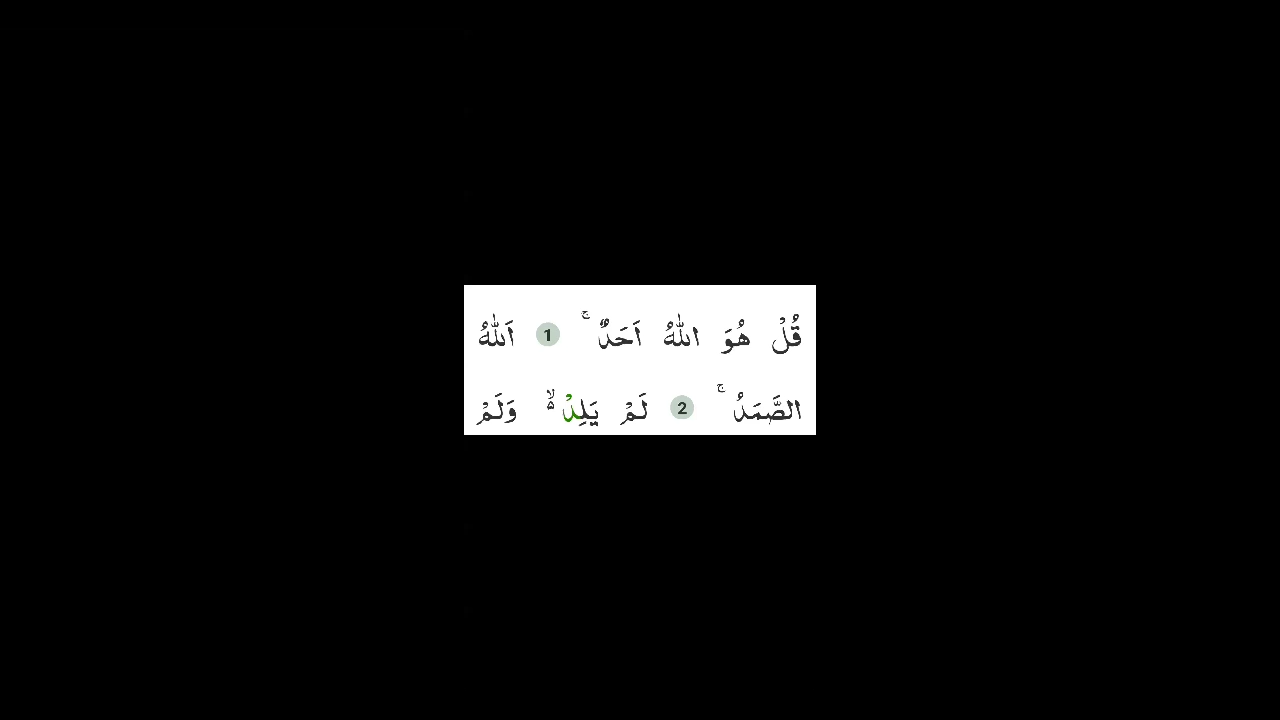 قُلْ هُوَ اللّٰهُ اَحَدٌ ۚ 1 اَللّٰهُ
الصَّمَدُ ۚ 2 لَمْ يَلِدْ ۙ۬ وَلَمْ